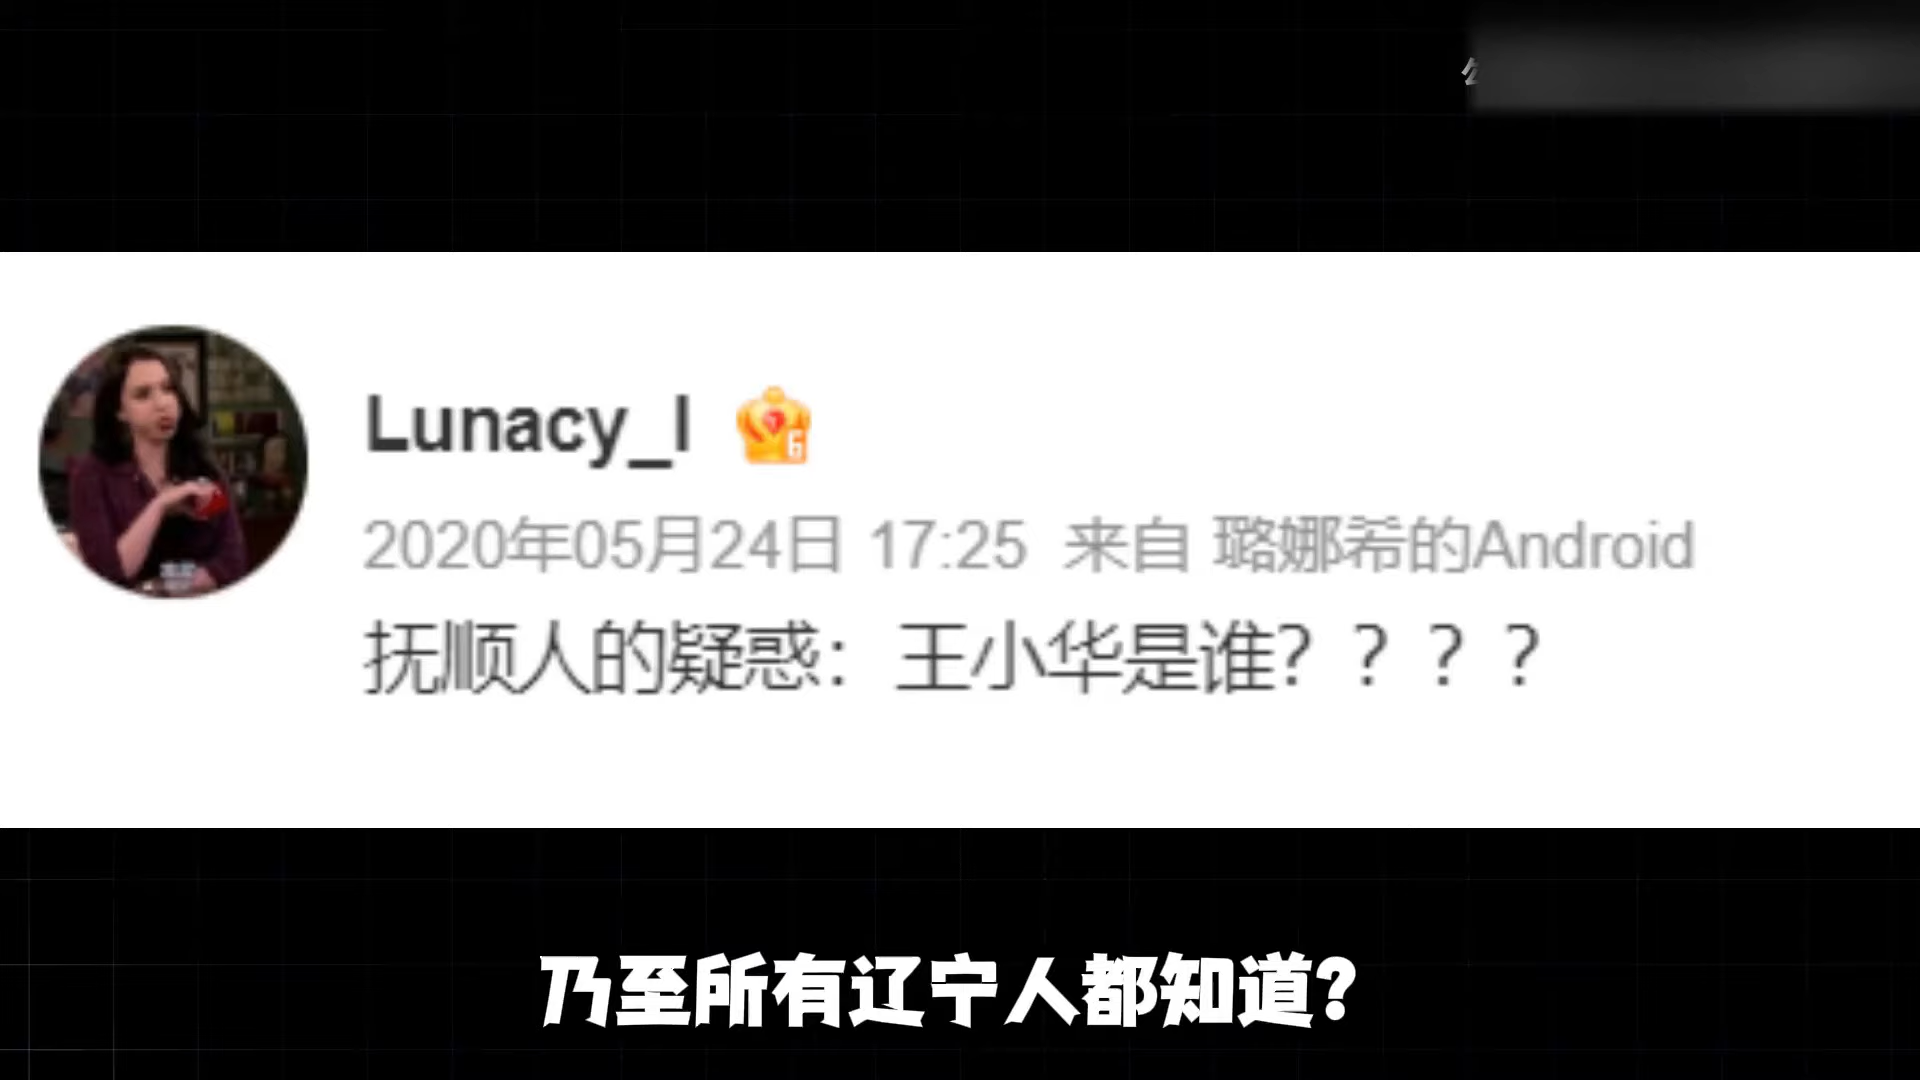 Lunacy_I
2020年05月24日 17:25 来自 璐娜希的Android
抚顺人的疑惑：王小华是谁？？？？
乃至所有辽宁人都知道？